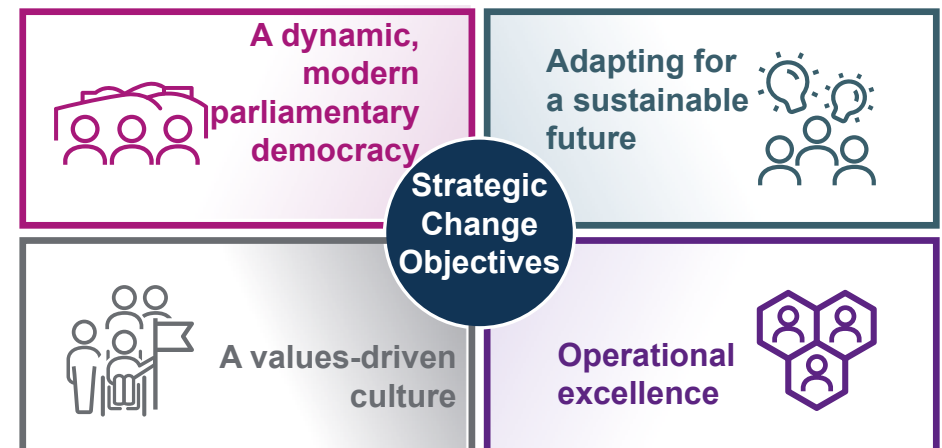 A dynamic,
modern
parliamentary
democracy
Adapting for
a sustainable
future
Strategic
Change
Objectives
A values-driven
culture
Operational
excellence